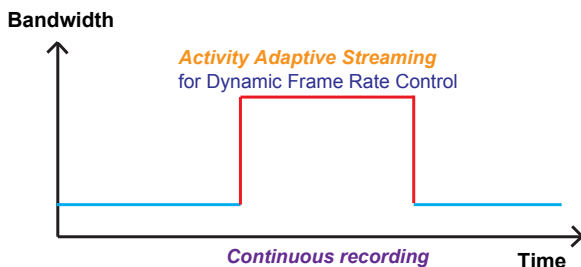 Bandwidth
Activity Adaptive Streaming
for Dynamic Frame Rate Control
Continuous recording
Time